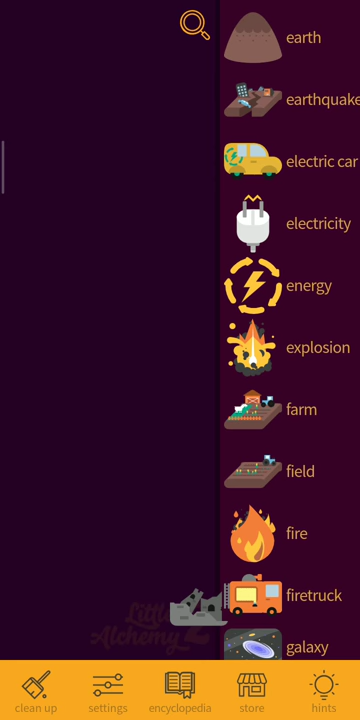 earth
earthquake
electric car
electricity
energy
explosion
farm
field
fire
firetruck
galaxy
Little
Alchemy 2
clean up
settings
encyclopedia
store
hints